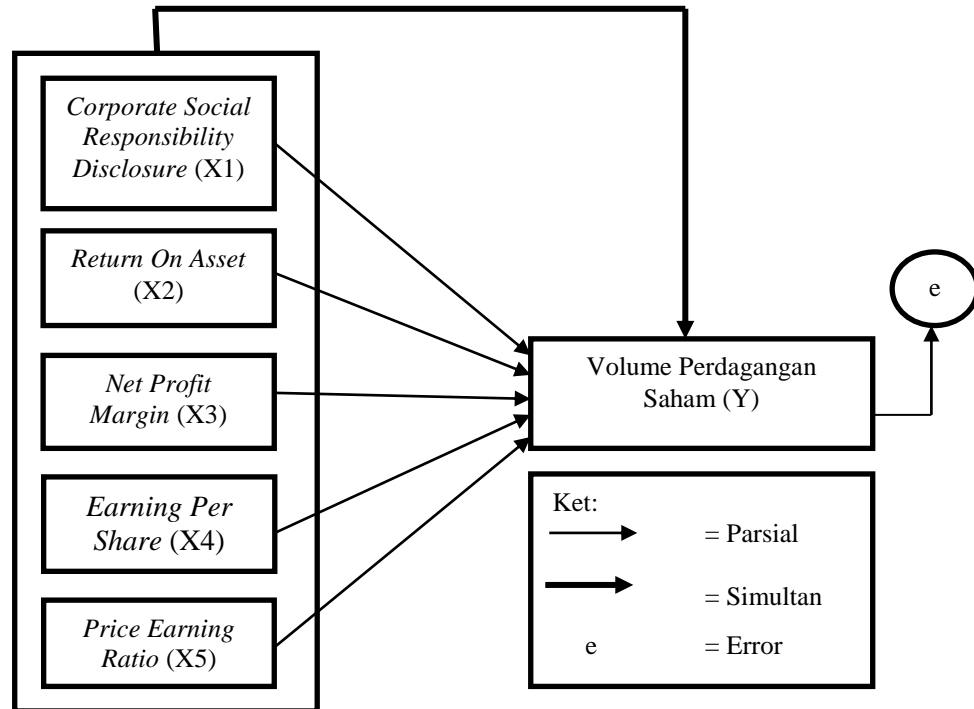 Corporate Social
Responsibility
Disclosure (X1)
Return On Asset
(X2)
Net Profit
Margin (X3)
Earning Per
Share (X4)
Price Earning
Ratio (X5)
Volume Perdagangan
Saham (Y)
e
Ket:
= Parsial
= Simultan
e = Error